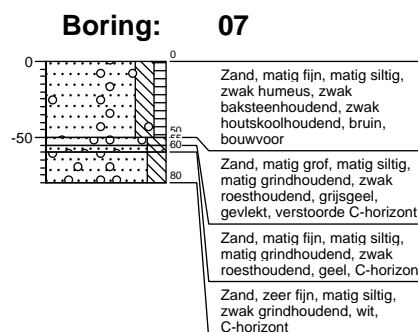 Boring: 07
0
0
Zand, matig fijn, matig siltig,
zwak humeus, zwak
baksteenhoudend, zwak
houtskoolhoudend, bruin,
bouwvoor
-50
50
55
60
Zand, matig grof, matig siltig,
matig grindhoudend, zwak
roesthoudend, grijsgeel,
gevlekt, verstoorde C-horizont
80
Zand, matig fijn, matig siltig,
matig grindhoudend, zwak
roesthoudend, geel, C-horizon
Zand, zeer fijn, matig siltig,
zwak grindhoudend, wit,
C-horizont